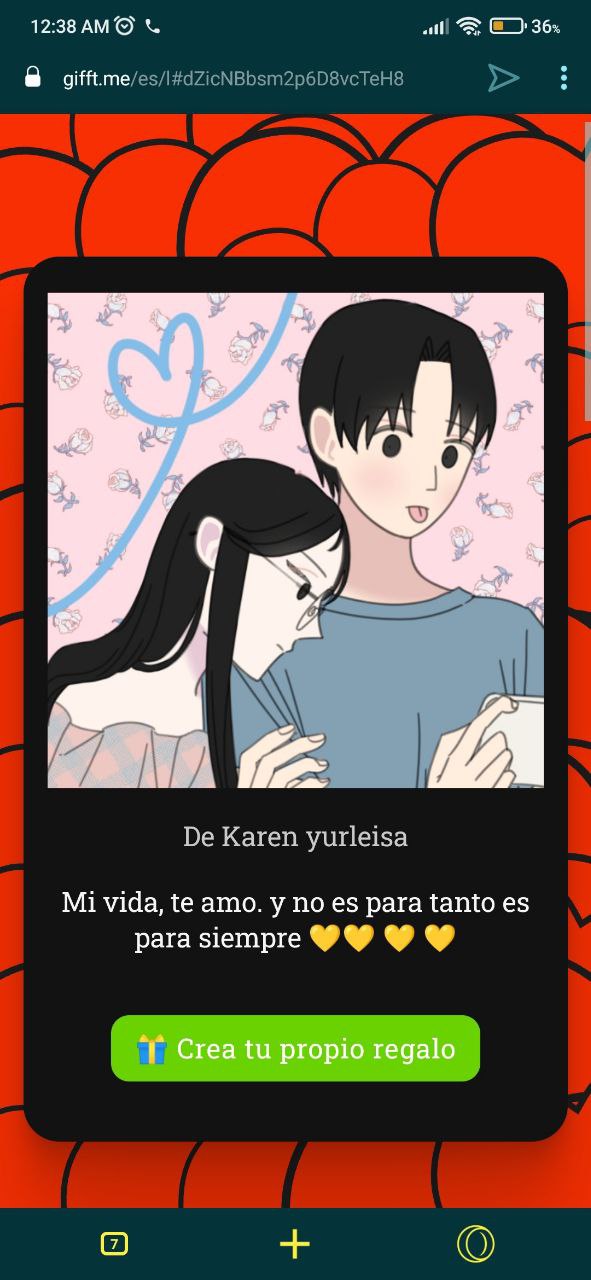 12:38 AM 36%
gifft.me/es/l#dZicNBbsm2p6D8vcTeH8
De Karen yurleisa
Mi vida, te amo. y no es para tanto es
para siempre 💛💛 💛 💛
🎁 Crea tu propio regalo
7